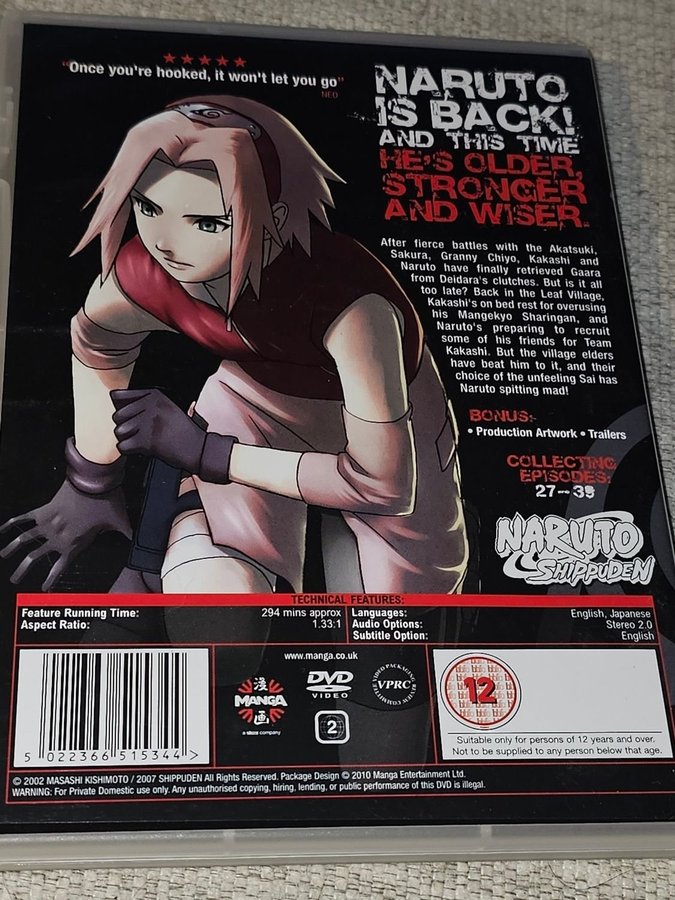 ★★★★★
"Once you're hooked, it won't let you go"
NEO
NARUTO
IS BACK!
AND THIS TIME
HE'S OLDER,
STRONGER
AND WISER.
After fierce battles with the Akatsuki,
Sakura, Granny Chiyo, Kakashi and
Naruto have finally retrieved Gaara
from Deidara's clutches. But is it all
too late? Back in the Leaf Village,
Kakashi's on bed rest for overusing
his Mangekyo Sharingan, and
Naruto's preparing to recruit
some of his friends for Team
Kakashi. But the village elders
have beat him to it, and their
choice of the unfeeling Sai has
Naruto spitting mad!
BONUS:
• Production Artwork • Trailers
COLLECTING
EPISODES:
27-39
NARUTO
SHIPPUDEN
TECHNICAL FEATURES:
Feature Running Time: 294 mins approx
Aspect Ratio: 1.33:1
Languages: English, Japanese
Audio Options: Stereo 2.0
Subtitle Option: English
www.manga.co.uk
5 022366 515344 >
漫
MANGA
画
DVD
VIDEO
2
VIDEO PACKAGING REVIEW COMMITTEE
VPRC
12
Suitable only for persons of 12 years and over.
Not to be supplied to any person below that age.
© 2002 MASASHI KISHIMOTO / 2007 SHIPPUDEN All Rights Reserved. Package Design © 2010 Manga Entertainment Ltd.
WARNING: For Private Domestic use only. Any unauthorised copying, hiring, lending, or public performance of this DVD is illegal.